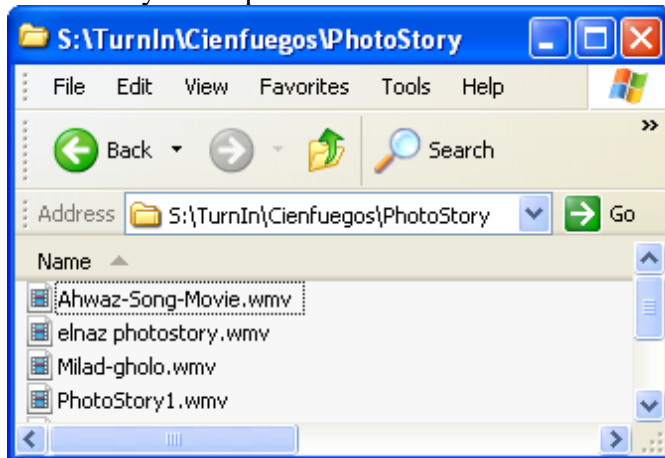 S:\TurnIn\Cienfuegos\PhotoStory
File Edit View Favorites Tools Help
Back Search »
Address S:\TurnIn\Cienfuegos\PhotoStory Go
Name
Ahwaz-Song-Movie.wmv
elnaz photostory.wmv
Milad-gholo.wmv
PhotoStory1.wmv